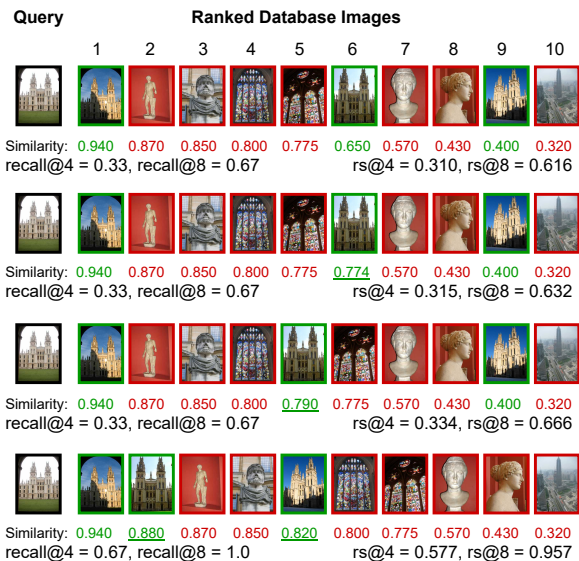 Query Ranked Database Images
1 2 3 4 5 6 7 8 9 10
Similarity: 0.940 0.870 0.850 0.800 0.775 0.650 0.570 0.430 0.400 0.320
recall@4 = 0.33, recall@8 = 0.67 rs@4 = 0.310, rs@8 = 0.616
Similarity: 0.940 0.870 0.850 0.800 0.775 0.774 0.570 0.430 0.400 0.320
recall@4 = 0.33, recall@8 = 0.67 rs@4 = 0.315, rs@8 = 0.632
Similarity: 0.940 0.870 0.850 0.800 0.790 0.775 0.570 0.430 0.400 0.320
recall@4 = 0.33, recall@8 = 0.67 rs@4 = 0.334, rs@8 = 0.666
Similarity: 0.940 0.880 0.870 0.850 0.820 0.800 0.775 0.570 0.430 0.320
recall@4 = 0.67, recall@8 = 1.0 rs@4 = 0.577, rs@8 = 0.957